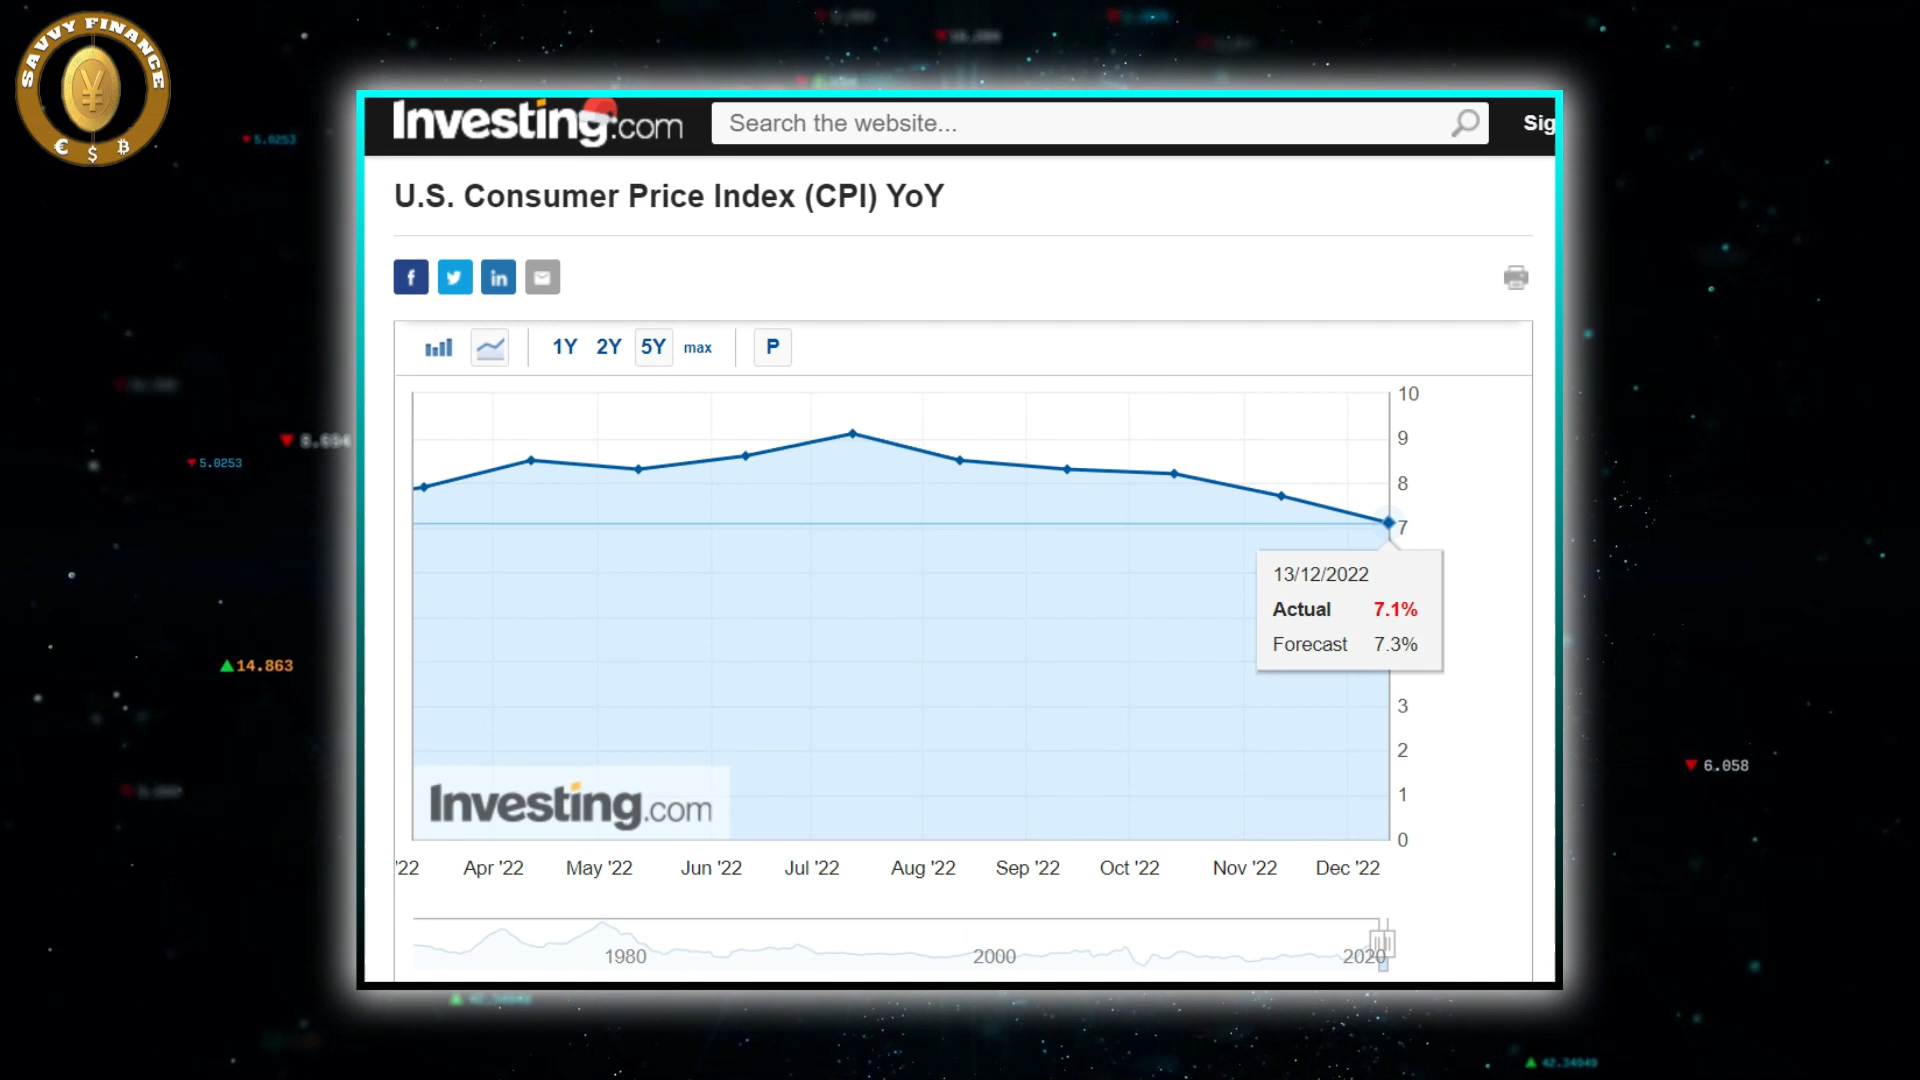 SAVVY FINANCE
¥
€ $ ₿
Investing.com
Search the website...
Sig
U.S. Consumer Price Index (CPI) YoY
f
in
1Y 2Y 5Y max P
10
9
8
7
13/12/2022
Actual 7.1%
Forecast 7.3%
3
2
1
0
Investing.com
'22 Apr '22 May '22 Jun '22 Jul '22 Aug '22 Sep '22 Oct '22 Nov '22 Dec '22
1980 2000 2020
▼5.0253
▼5.0253
▲14.863
▼ 6.058